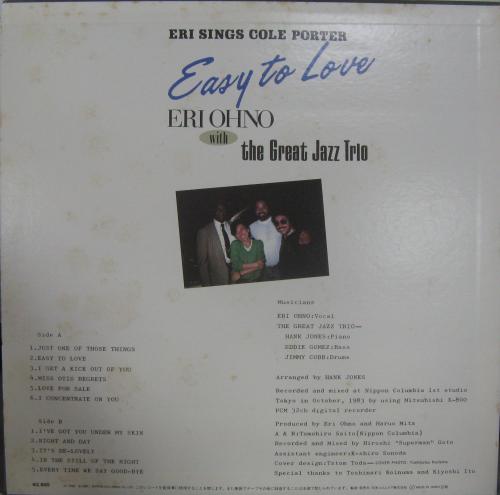 ERI SINGS COLE PORTER
Easy to Love
ERI OHNO
with
the Great Jazz Trio
Musicians
ERI OHNO:Vocal
THE GREAT JAZZ TRIO—
HANK JONES:Piano
EDDIE GOMEZ:Bass
JIMMY COBB:Drums
Arranged by HANK JONES
Recorded and mixed at Nippon Columbia 1st studio
Tokyo in October, 1983 by using Mitsubishi X-800
PCM 32ch digital recorder
Produced by Eri Ohno and Haruo Mita
A & R:Tomohiro Saito(Nippon Columbia)
Recorded and Mixed by Hiroshi "Superman" Goto
Assistant engineer:K-shiro Sonoda
Cover design:Triton Toda—COVER PHOTO:
Special thanks to Toshinari Koinuma and Kiyoshi Ito
Side A
1.JUST ONE OF THOSE THINGS
2.EASY TO LOVE
3.I GET A KICK OUT OF YOU
4.MISS OTIS REGRETS
5.LOVE FOR SALE
6.I CONCENTRATE ON YOU
Side B
1.I'VE GOT YOU UNDER MY SKIN
2.NIGHT AND DAY
3.IT'S DE-LOVELY
4.IN THE STILL OF THE NIGHT
5.EVERY TIME WE SAY GOOD-BYE